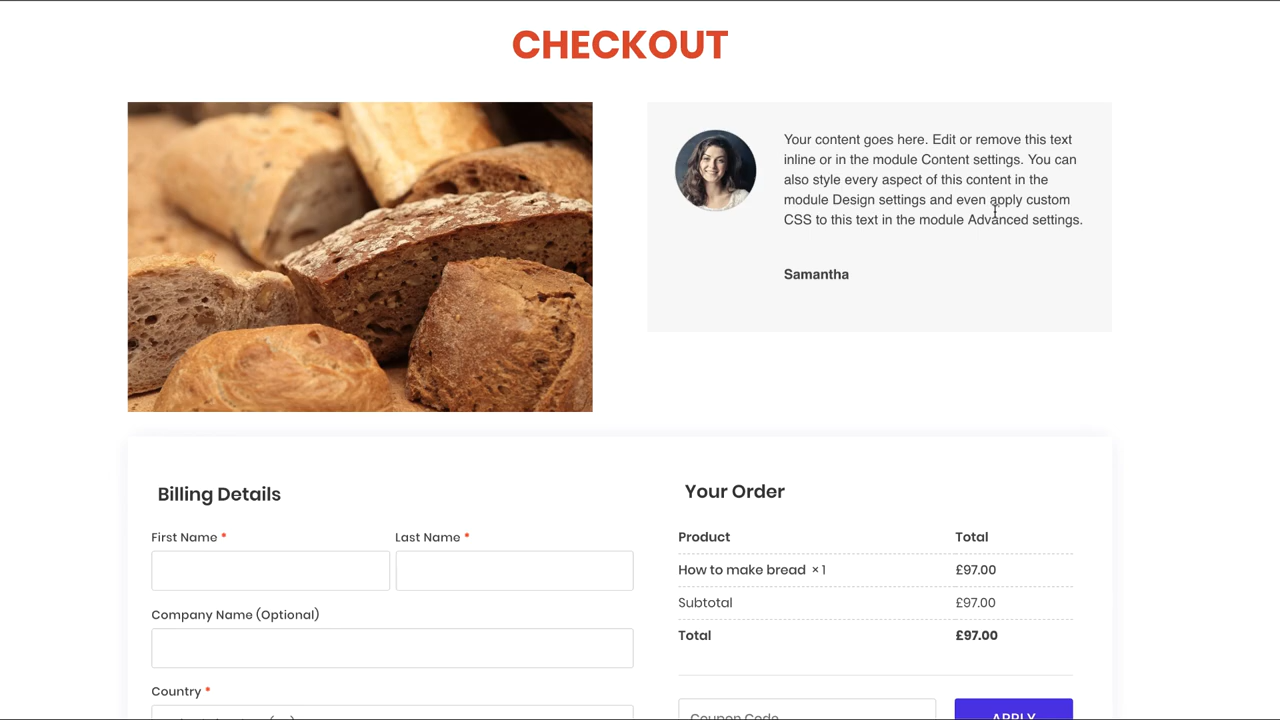 CHECKOUT
Your content goes here. Edit or remove this text
inline or in the module Content settings. You can
also style every aspect of this content in the
module Design settings and even apply custom
CSS to this text in the module Advanced settings.
Samantha
Billing Details
First Name *
Last Name *
Company Name (Optional)
Country *
Your Order
Product Total
How to make bread × 1 £97.00
Subtotal £97.00
Total £97.00
Coupon Code
APPLY